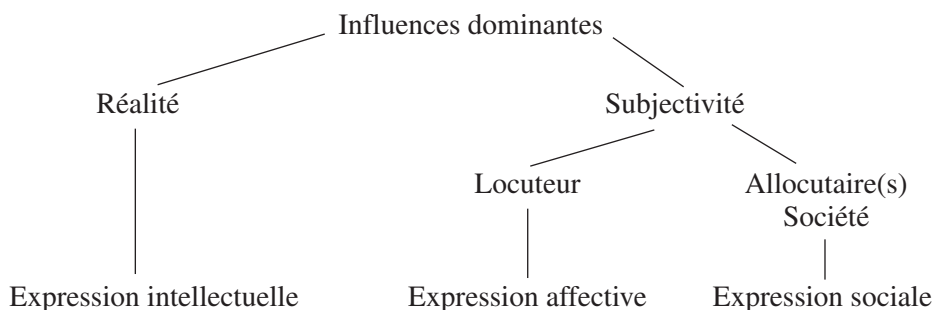 Influences dominantes
Réalité
Subjectivité
Locuteur
Allocutaire(s)
Société
Expression intellectuelle
Expression affective
Expression sociale